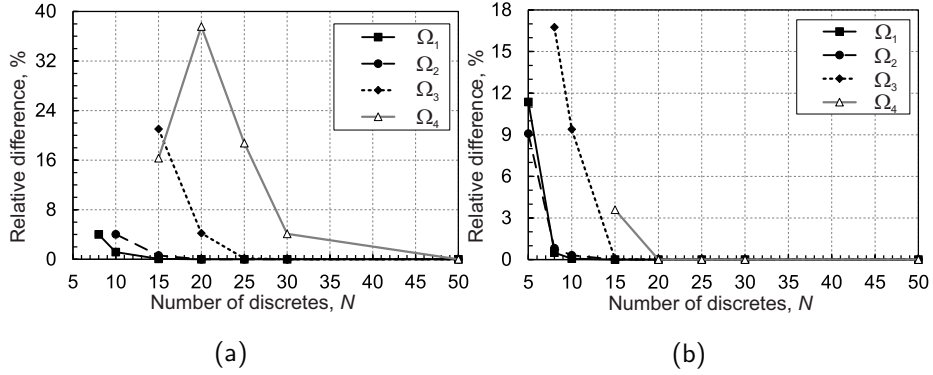 Relative difference, %
40
32
24
16
8
0
5 10 15 20 25 30 35 40 45 50
Number of discretes, N
Ω1
Ω2
Ω3
Ω4
(a)
Relative difference, %
18
15
12
9
6
3
0
5 10 15 20 25 30 35 40 45 50
Number of discretes, N
Ω1
Ω2
Ω3
Ω4
(b)